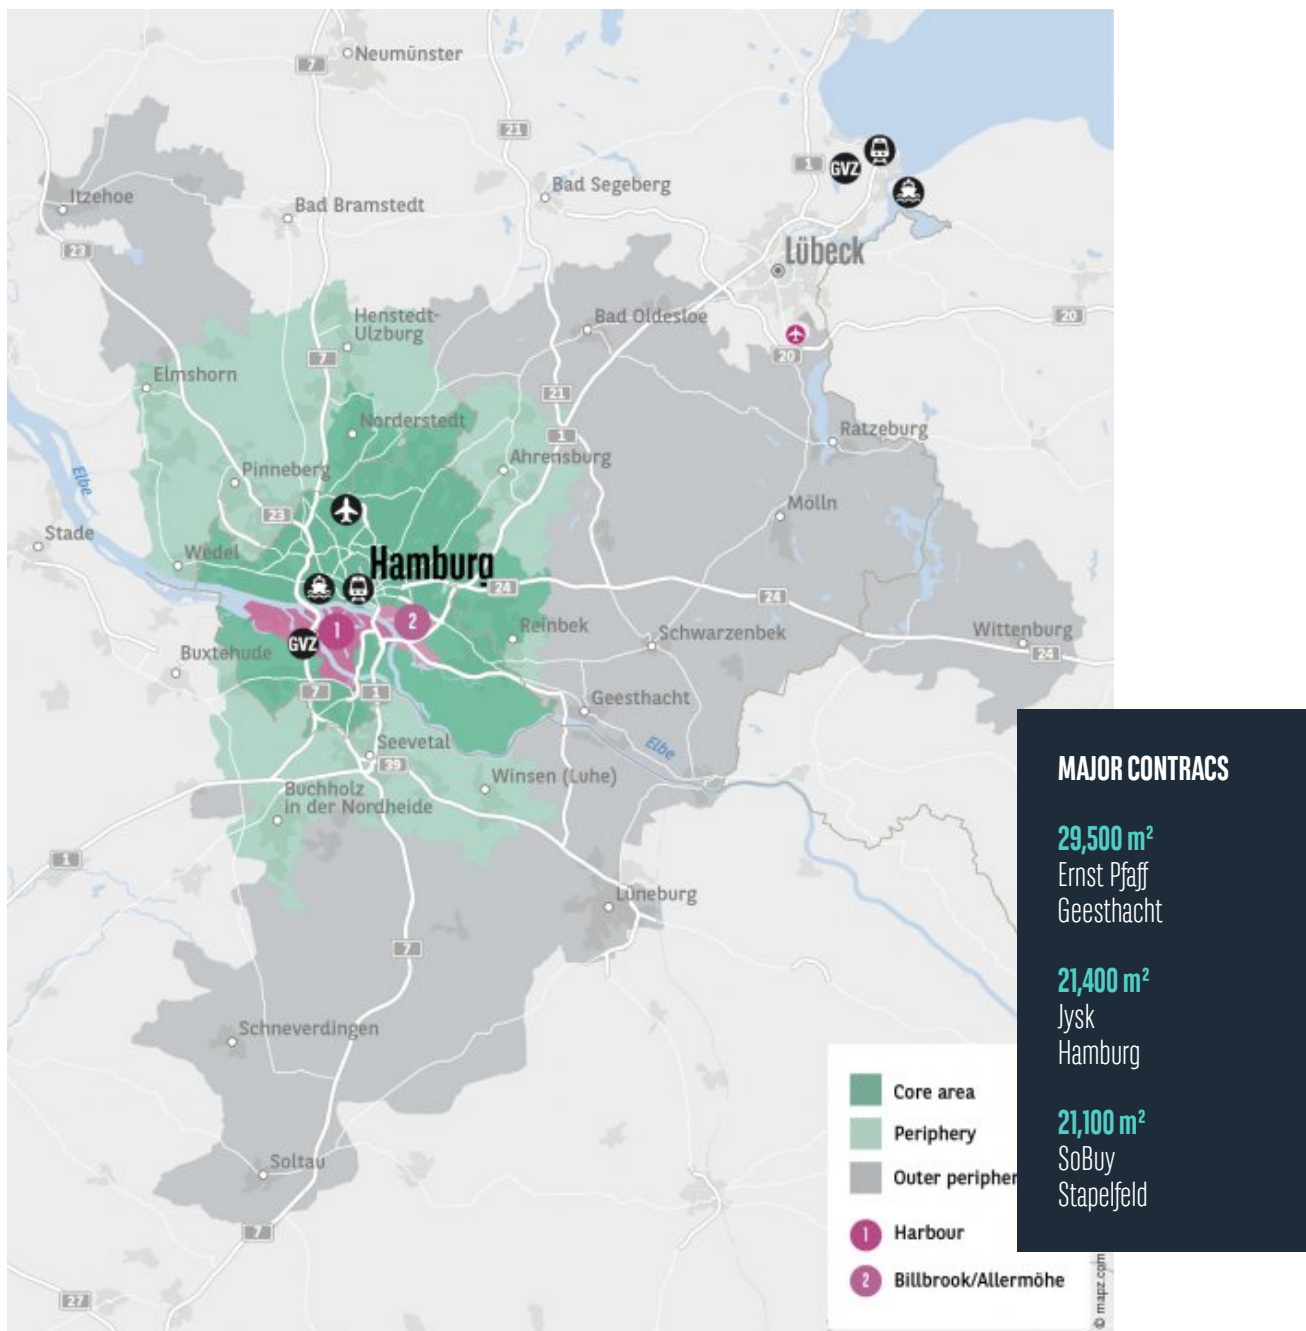 Neumünster
7
21
1
GVZ
Itzehoe
Bad Segeberg
Bad Bramstedt
23
Lübeck
Henstedt-
Ulzburg
Bad Oldesloe
20
7
20
Elmshorn
21
Norderstedt
1
Ratzeburg
Elbe
Pinneberg
Ahrensburg
23
Mölln
Stade
Wedel
Hamburg
24
24
1
2
Reinbek
Schwarzenbek
Wittenburg
GVZ
Buxtehude
24
7
1
Geesthacht
Seevetal
Elbe
39
Winsen (Luhe)
Buchholz
in der Nordheide
1
Lüneburg
7
Schneverdingen
Soltau
7
27
Core area
Periphery
Outer peripher
1 Harbour
2 Billbrook/Allermöhe
© mapz.com
MAJOR CONTRACS
29,500 m²
Ernst Pfaff
Geesthacht
21,400 m²
Jysk
Hamburg
21,100 m²
SoBuy
Stapelfeld